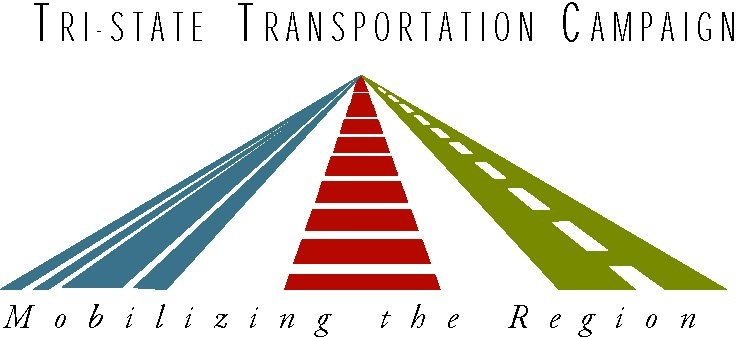 TRI-STATE TRANSPORTATION CAMPAIGN
Mobilizing the Region